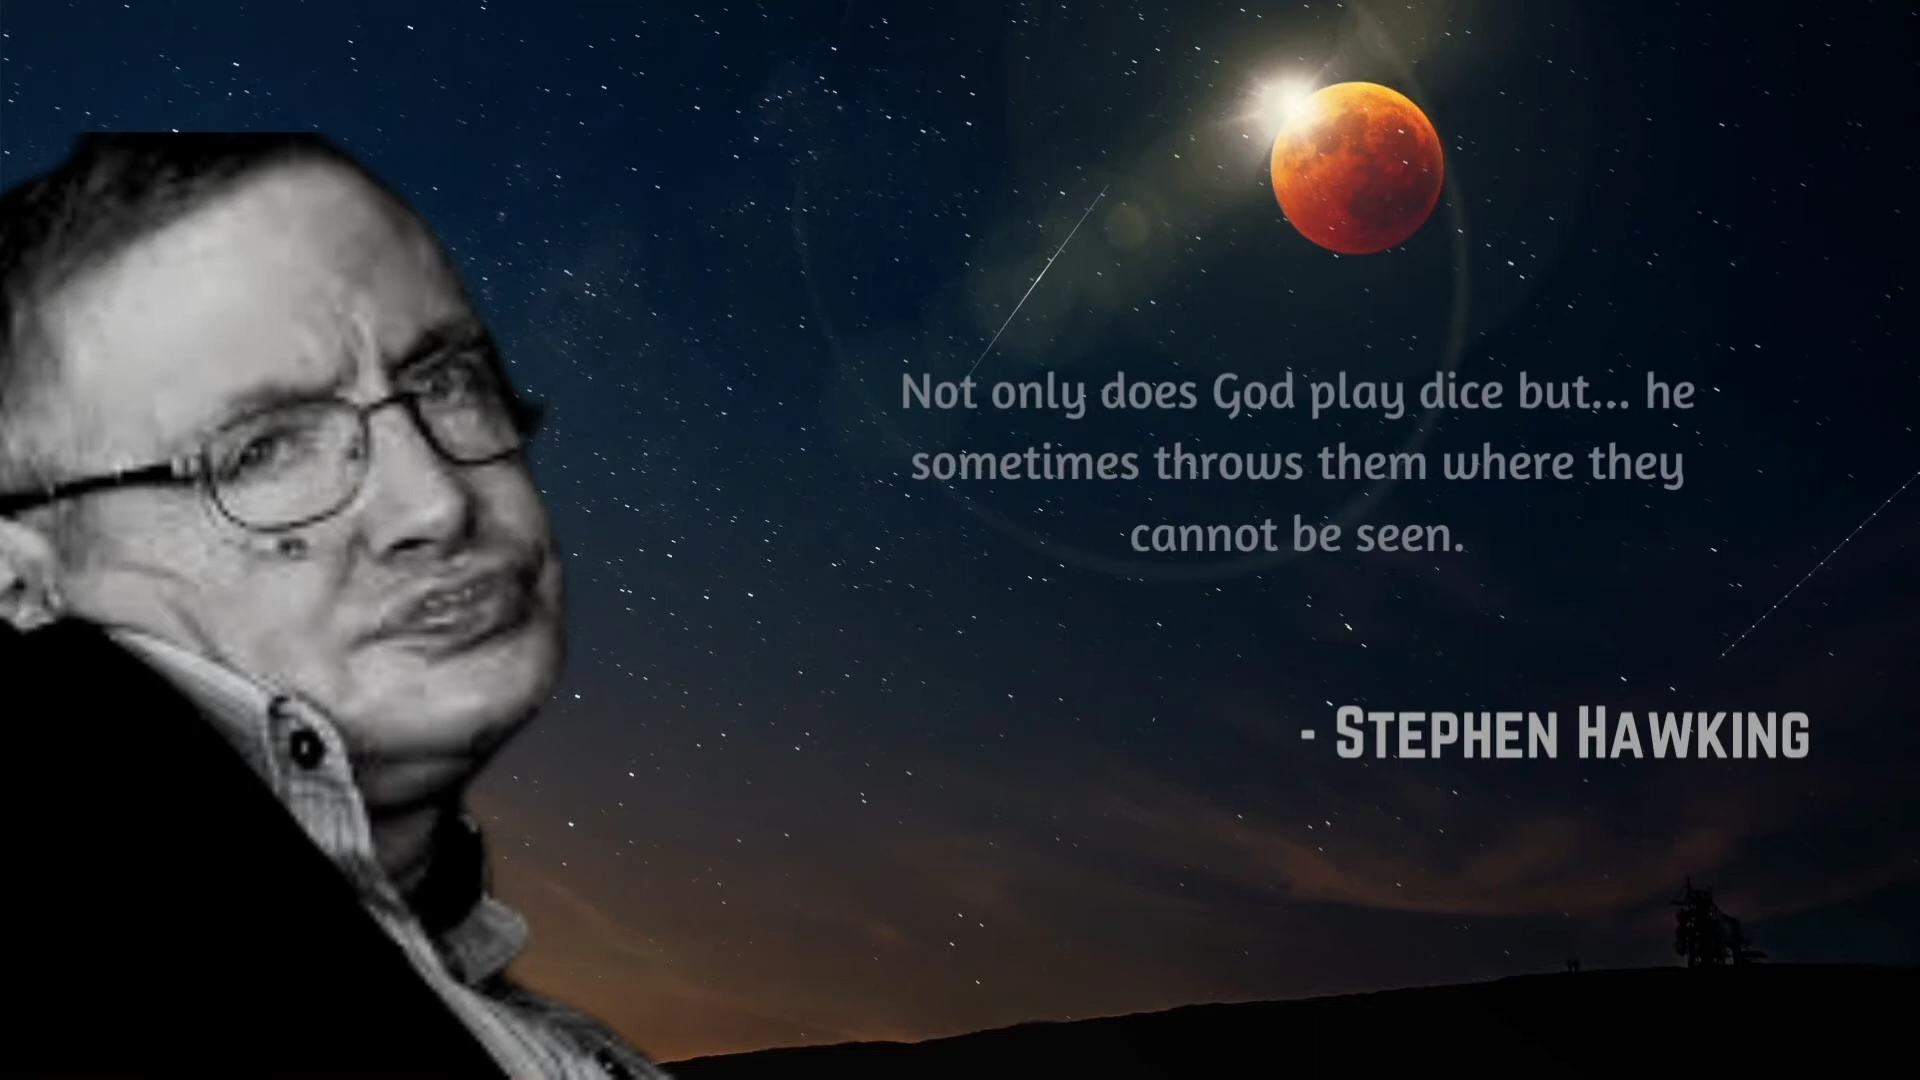 Not only does God play dice but... he
sometimes throws them where they
cannot be seen.
- STEPHEN HAWKING